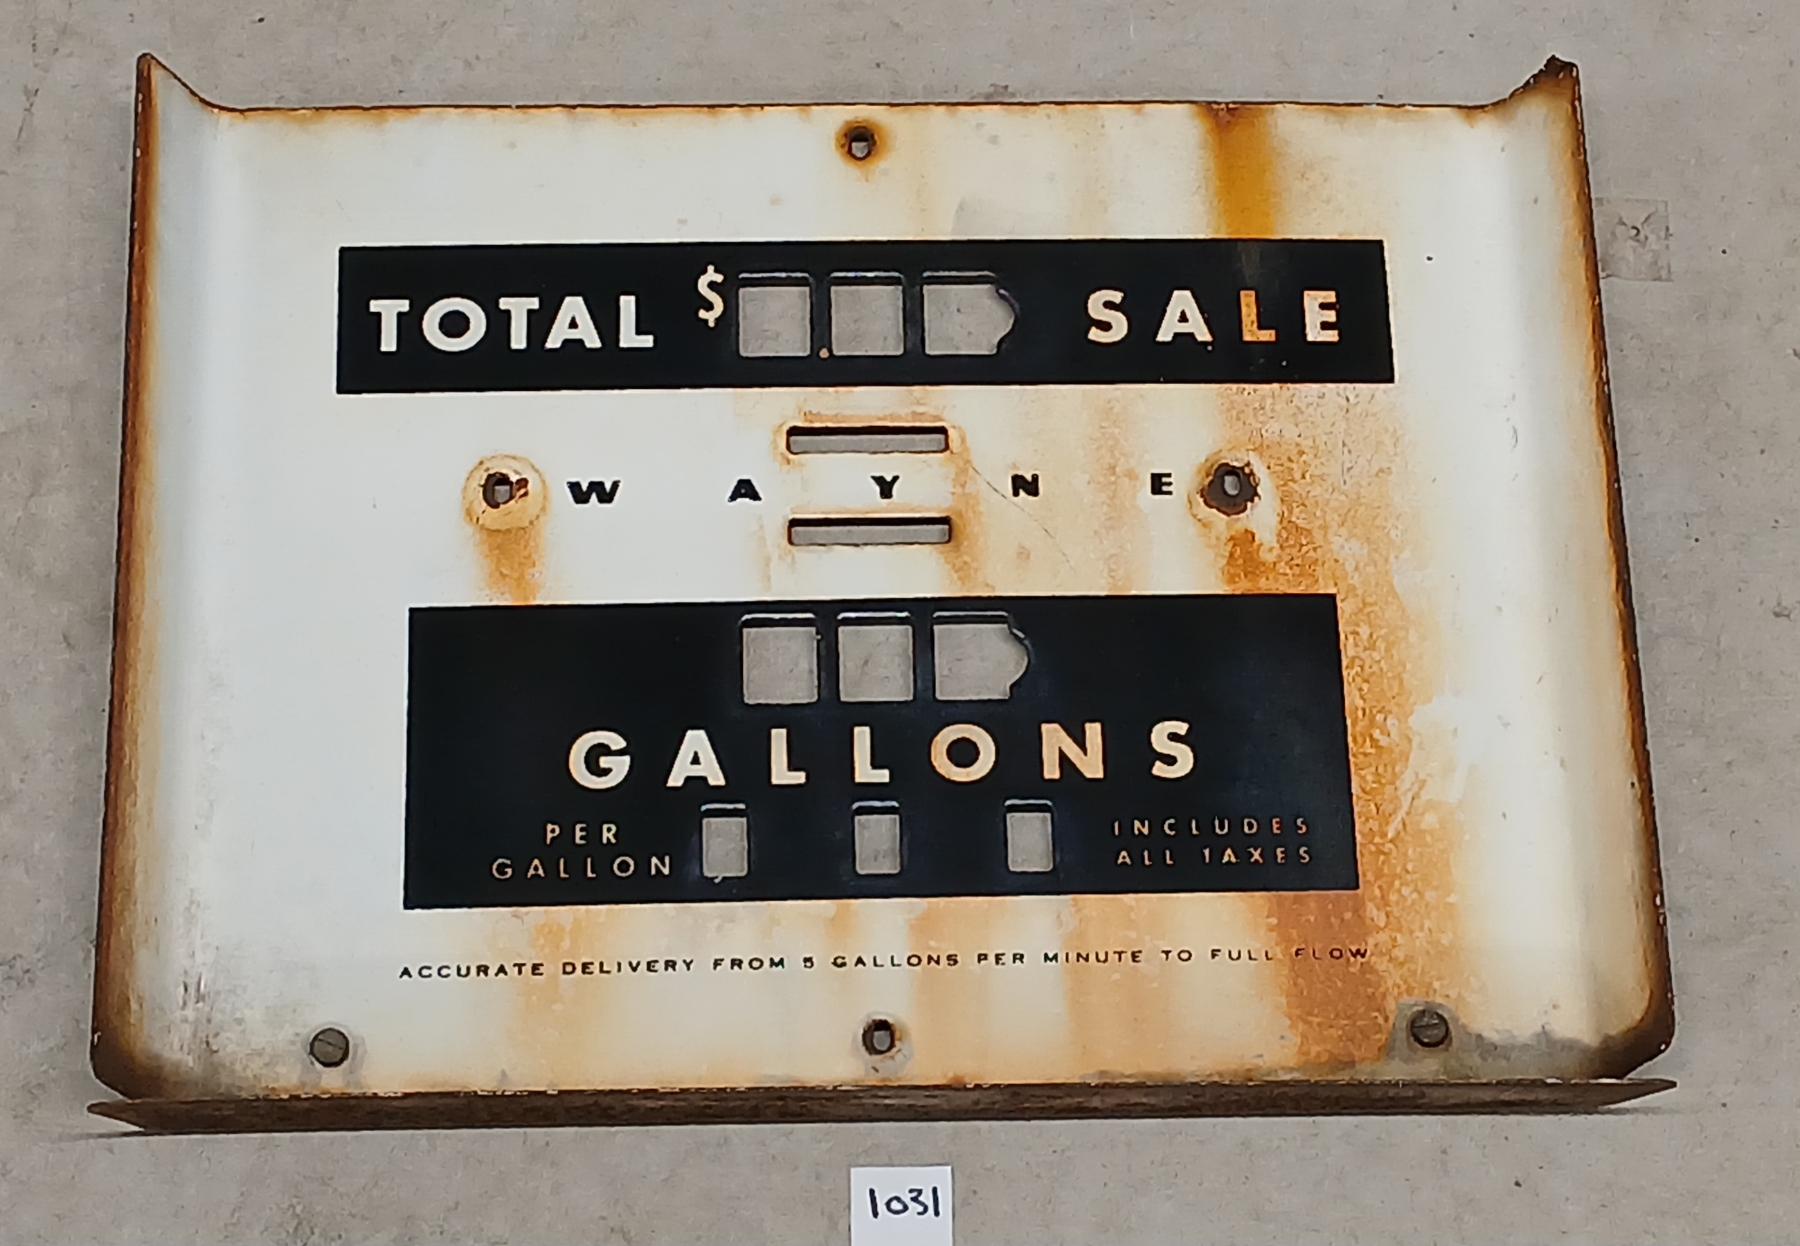 TOTAL $ . SALE
W A Y N E
GALLONS
PER
GALLON
INCLUDES
ALL TAXES
ACCURATE DELIVERY FROM 5 GALLONS PER MINUTE TO FULL FLOW
1031